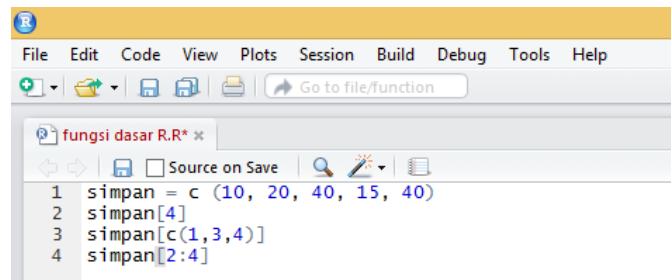 R
File Edit Code View Plots Session Build Debug Tools Help
Go to file/function
fungsi dasar R.R*
Source on Save
1 simpan = c (10, 20, 40, 15, 40)
2 simpan[4]
3 simpan[c(1,3,4)]
4 simpan[2:4]